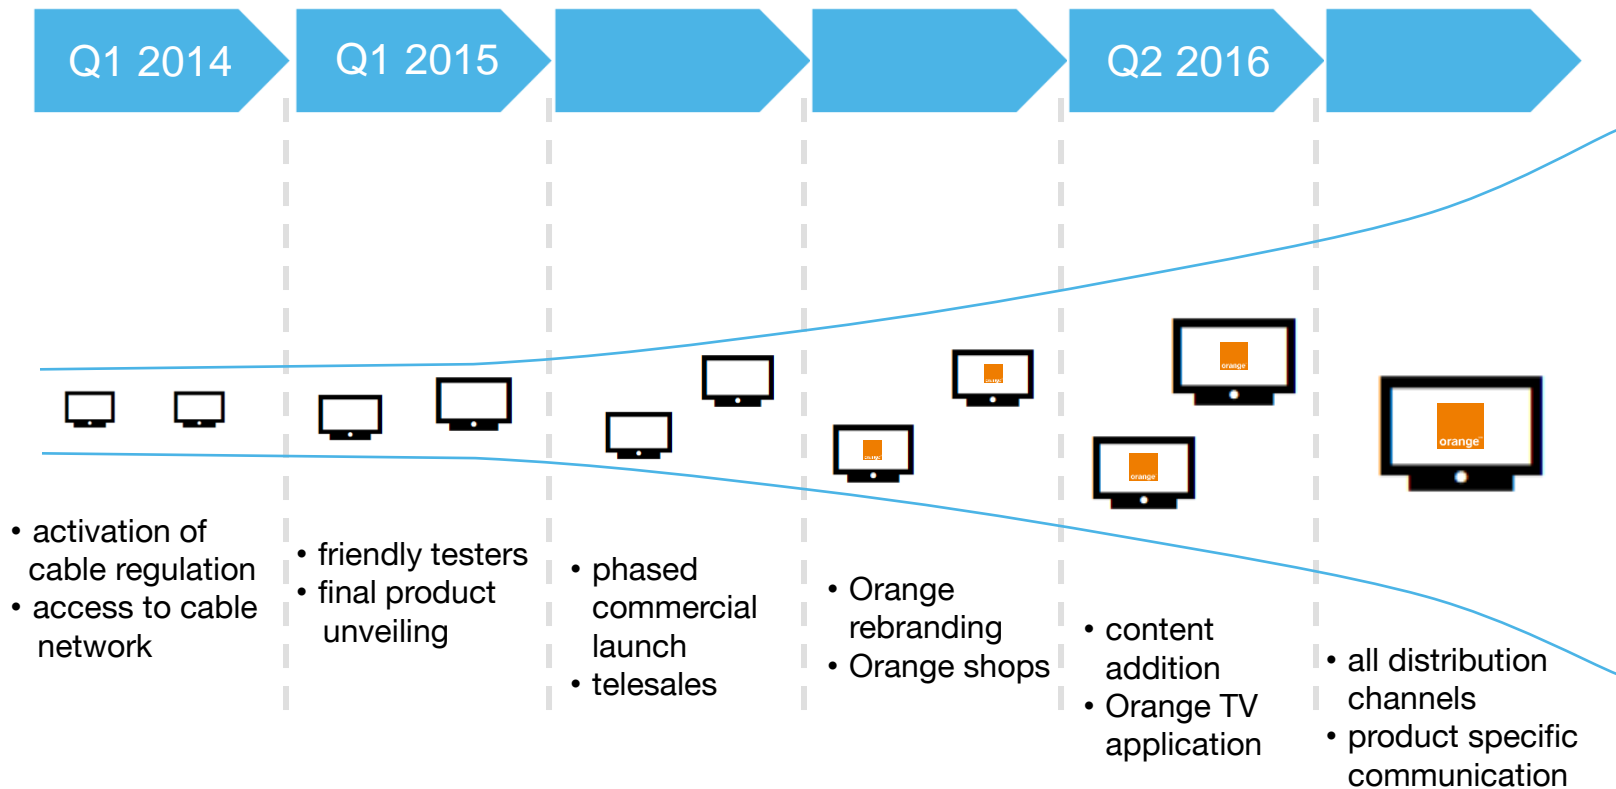 Q1 2014
Q1 2015
Q2 2016
orange
orange
orange
orange
orange™
• activation of
cable regulation
• access to cable
network
• friendly testers
• final product
unveiling
• phased
commercial
launch
• telesales
• Orange
rebranding
• Orange shops
• content
addition
• Orange TV
application
• all distribution
channels
• product specific
communication